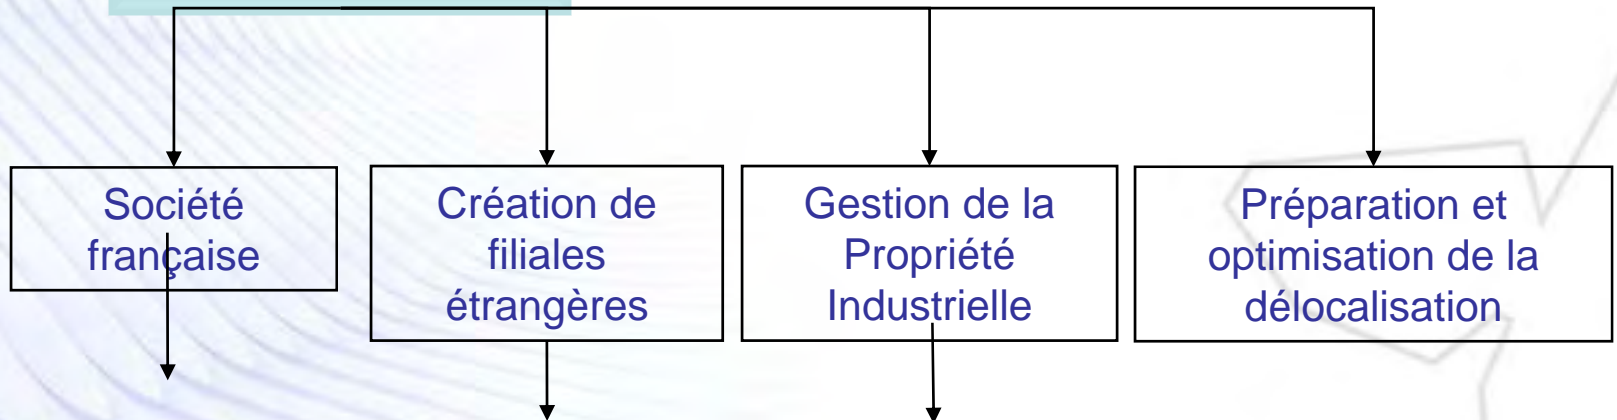 Société
française
Création de
filiales
étrangères
Gestion de la
Propriété
Industrielle
Préparation et
optimisation de la
délocalisation